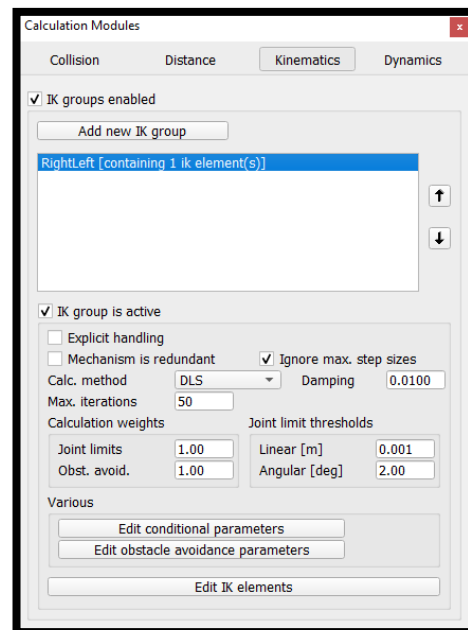 Calculation Modules
x
Collision Distance Kinematics Dynamics
IK groups enabled
Add new IK group
RightLeft [containing 1 ik element(s)]
IK group is active
Explicit handling
Mechanism is redundant Ignore max. step sizes
Calc. method DLS Damping 0.0100
Max. iterations 50
Calculation weights Joint limit thresholds
Joint limits 1.00 Linear [m] 0.001
Obst. avoid. 1.00 Angular [deg] 2.00
Various
Edit conditional parameters
Edit obstacle avoidance parameters
Edit IK elements